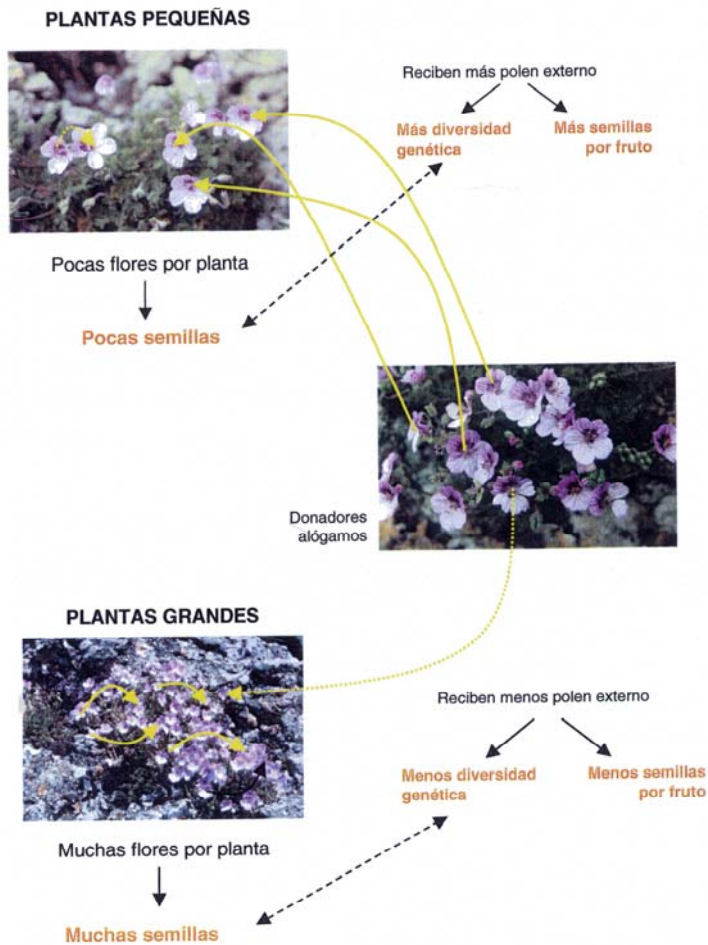 PLANTAS PEQUEÑAS
Reciben más polen externo
Más diversidad
genética
Más semillas
por fruto
Pocas flores por planta
Pocas semillas
Donadores
alógamos
PLANTAS GRANDES
Reciben menos polen externo
Menos diversidad
genética
Menos semillas
por fruto
Muchas flores por planta
Muchas semillas